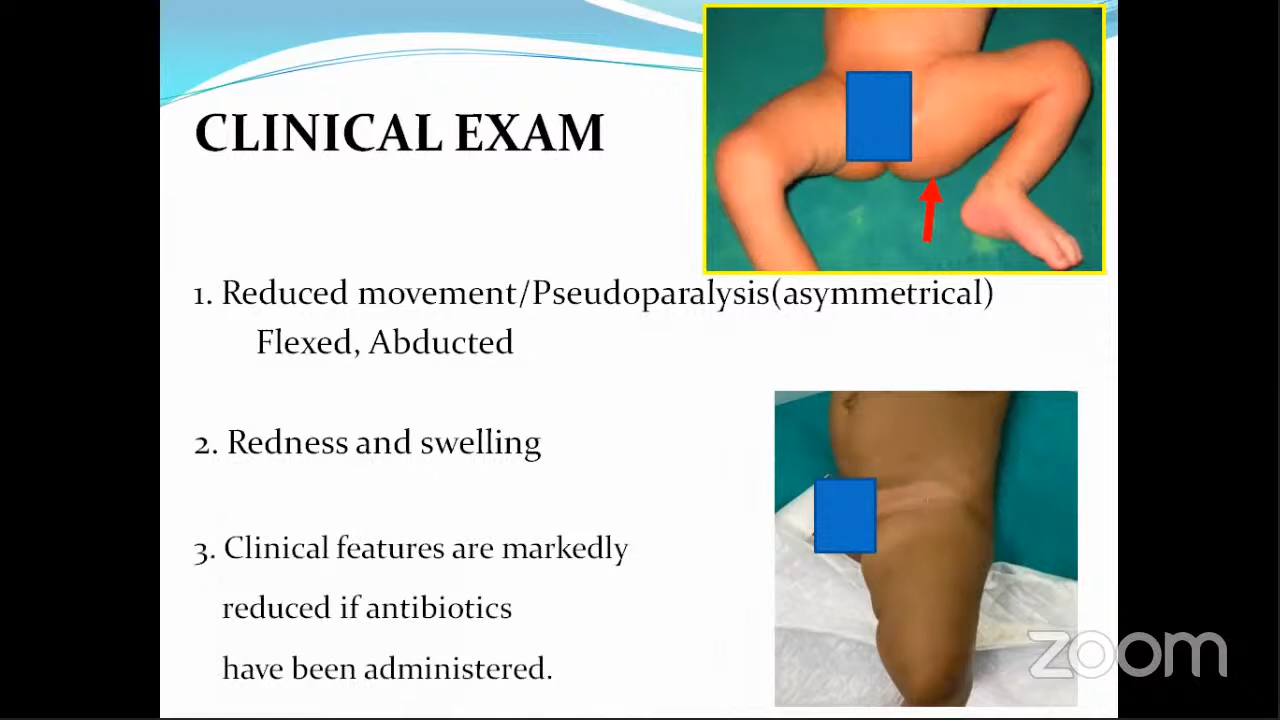 CLINICAL EXAM
1. Reduced movement/Pseudoparalysis(asymmetrical)
Flexed, Abducted
2. Redness and swelling
3. Clinical features are markedly
reduced if antibiotics
have been administered.
zoom